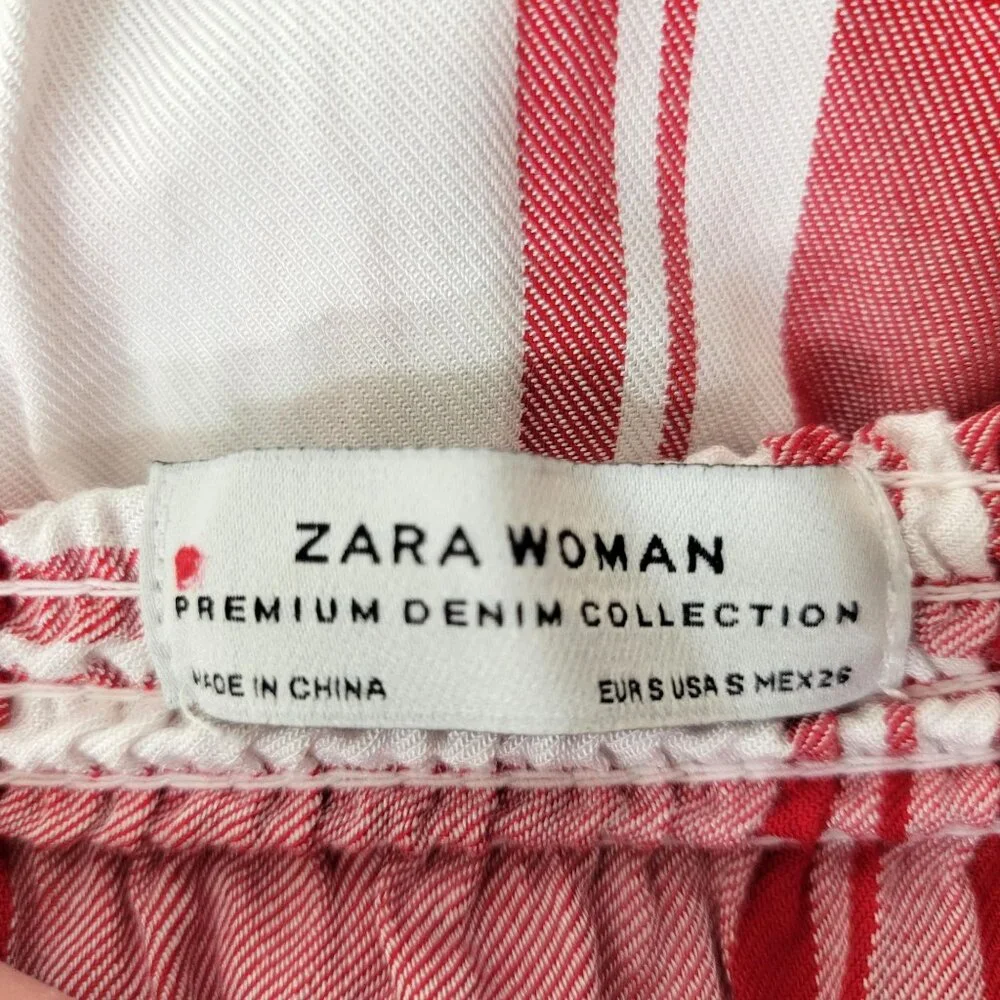 ZARA WOMAN
PREMIUM DENIM COLLECTION
MADE IN CHINA
EUR S USA S MEX 26